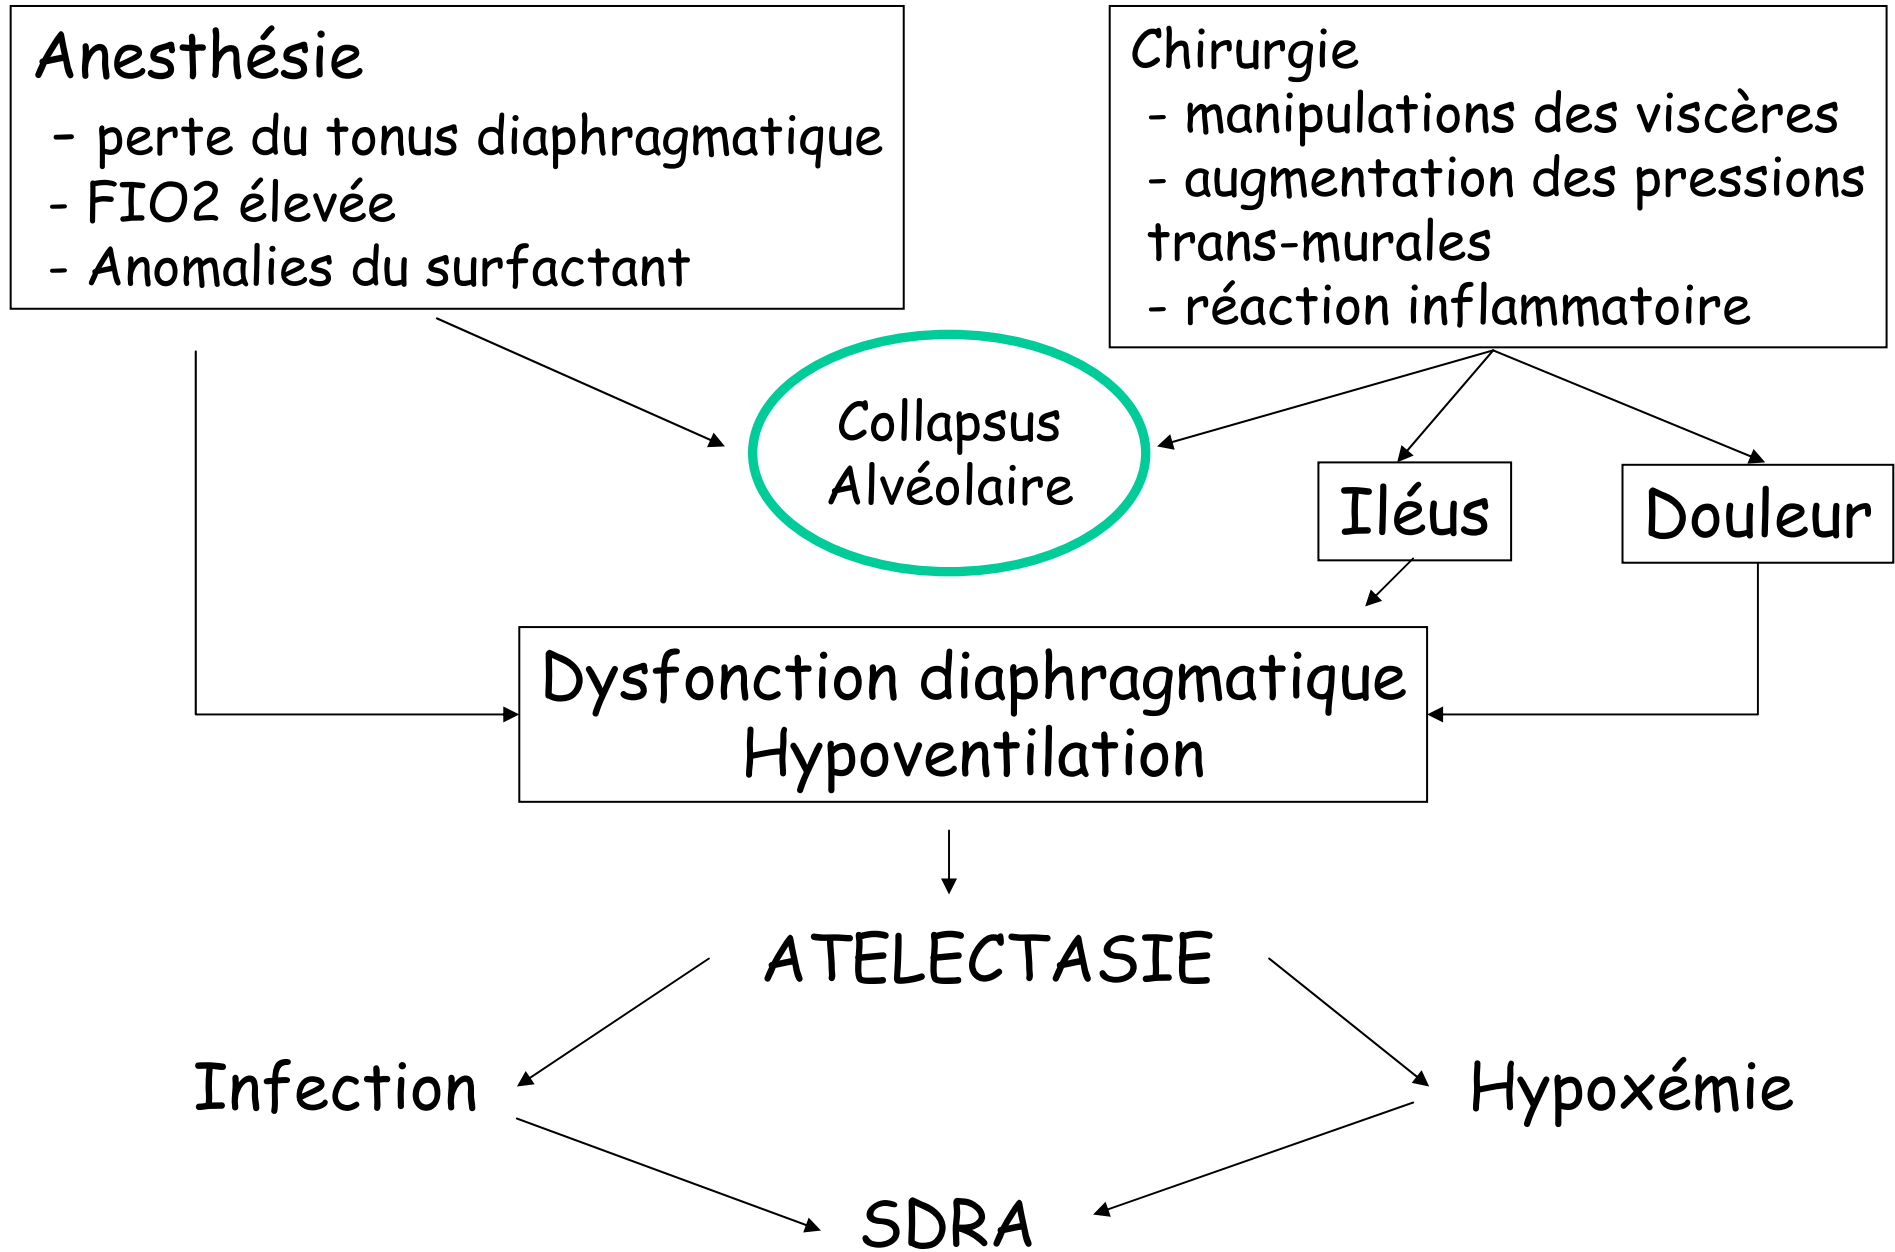 Anesthésie
- perte du tonus diaphragmatique
- FIO2 élevée
- Anomalies du surfactant
Chirurgie
- manipulations des viscères
- augmentation des pressions
trans-murales
- réaction inflammatoire
Collapsus
Alvéolaire
Iléus
Douleur
Dysfonction diaphragmatique
Hypoventilation
ATELECTASIE
Infection
Hypoxémie
SDRA